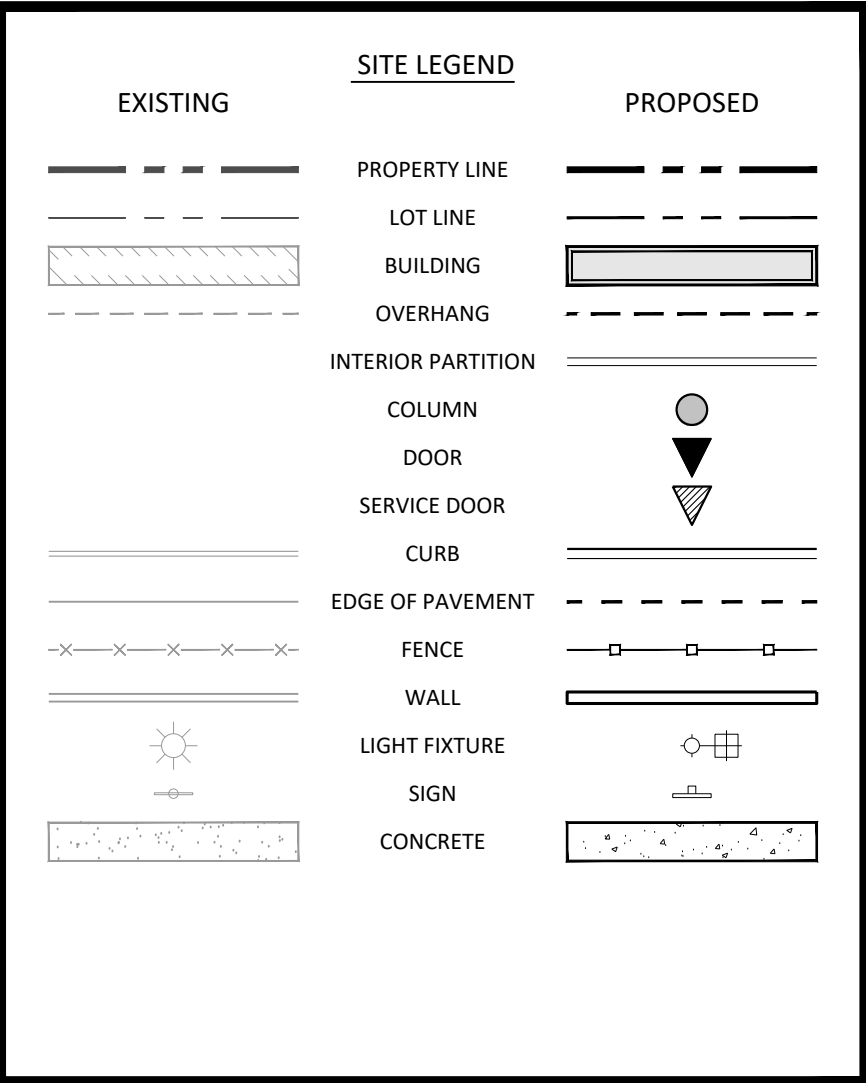 SITE LEGEND
EXISTING
PROPOSED
PROPERTY LINE
LOT LINE
BUILDING
OVERHANG
INTERIOR PARTITION
COLUMN
DOOR
SERVICE DOOR
CURB
EDGE OF PAVEMENT
FENCE
WALL
LIGHT FIXTURE
SIGN
CONCRETE